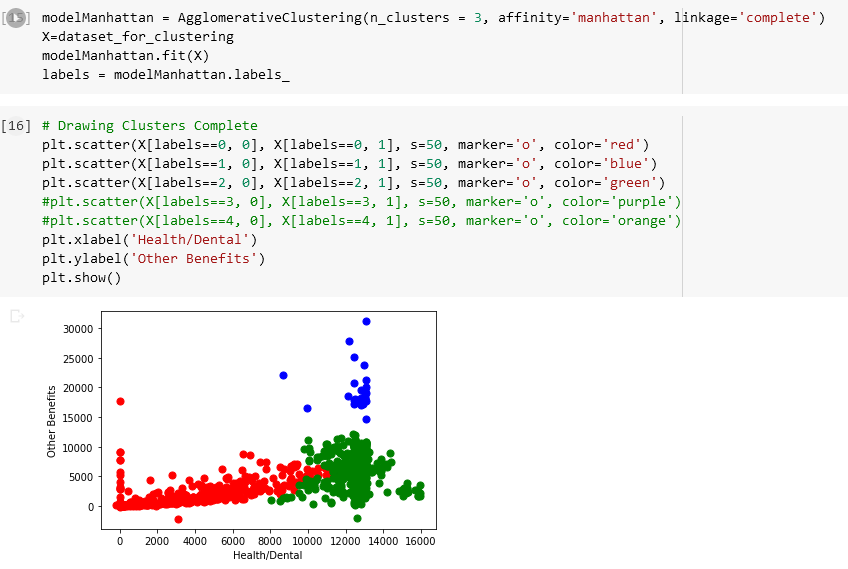 [15] modelManhattan = AgglomerativeClustering(n_clusters = 3, affinity='manhattan', linkage='complete')
X=dataset_for_clustering
modelManhattan.fit(X)
labels = modelManhattan.labels_
[16] # Drawing Clusters Complete
plt.scatter(X[labels==0, 0], X[labels==0, 1], s=50, marker='o', color='red')
plt.scatter(X[labels==1, 0], X[labels==1, 1], s=50, marker='o', color='blue')
plt.scatter(X[labels==2, 0], X[labels==2, 1], s=50, marker='o', color='green')
#plt.scatter(X[labels==3, 0], X[labels==3, 1], s=50, marker='o', color='purple')
#plt.scatter(X[labels==4, 0], X[labels==4, 1], s=50, marker='o', color='orange')
plt.xlabel('Health/Dental')
plt.ylabel('Other Benefits')
plt.show()
30000
25000
20000
15000
10000
5000
0
Other Benefits
0 2000 4000 6000 8000 10000 12000 14000 16000
Health/Dental